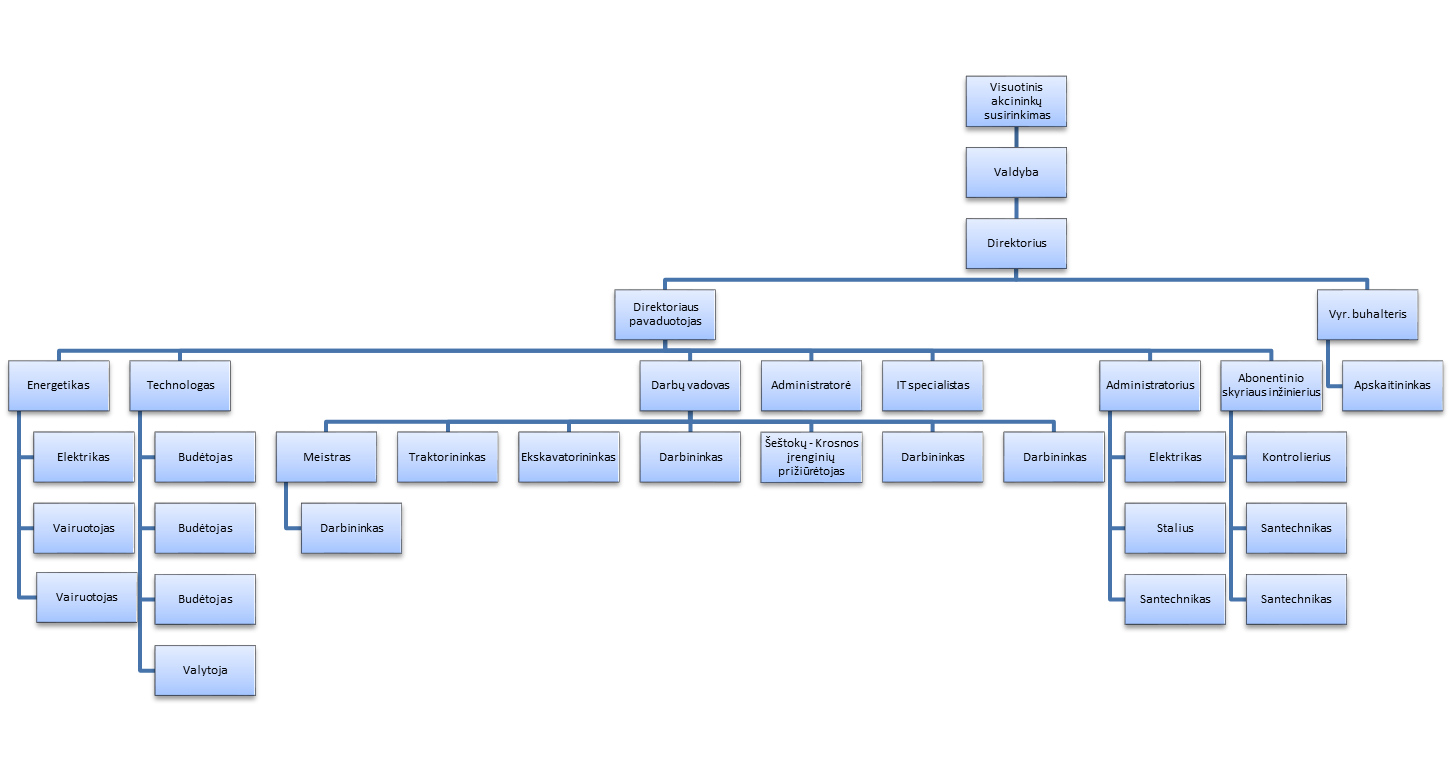 Visuotinis
akcininkų
susirinkimas
Valdyba
Direktorius
Direktoriaus
pavaduotojas
Vyr. buhalteris
Energetikas
Technologas
Darbų vadovas
Administratorė
IT specialistas
Administratorius
Abonentinio
skyriaus inžinierius
Apskaitininkas
Elektrikas
Budėtojas
Meistras
Traktorininkas
Ekskavatorininkas
Darbininkas
Šeštokų - Krosnos
įrenginių
prižiūrėtojas
Darbininkas
Darbininkas
Elektrikas
Kontrolierius
Vairuotojas
Budėtojas
Darbininkas
Stalius
Santechnikas
Vairuotojas
Budėtojas
Santechnikas
Santechnikas
Valytoja